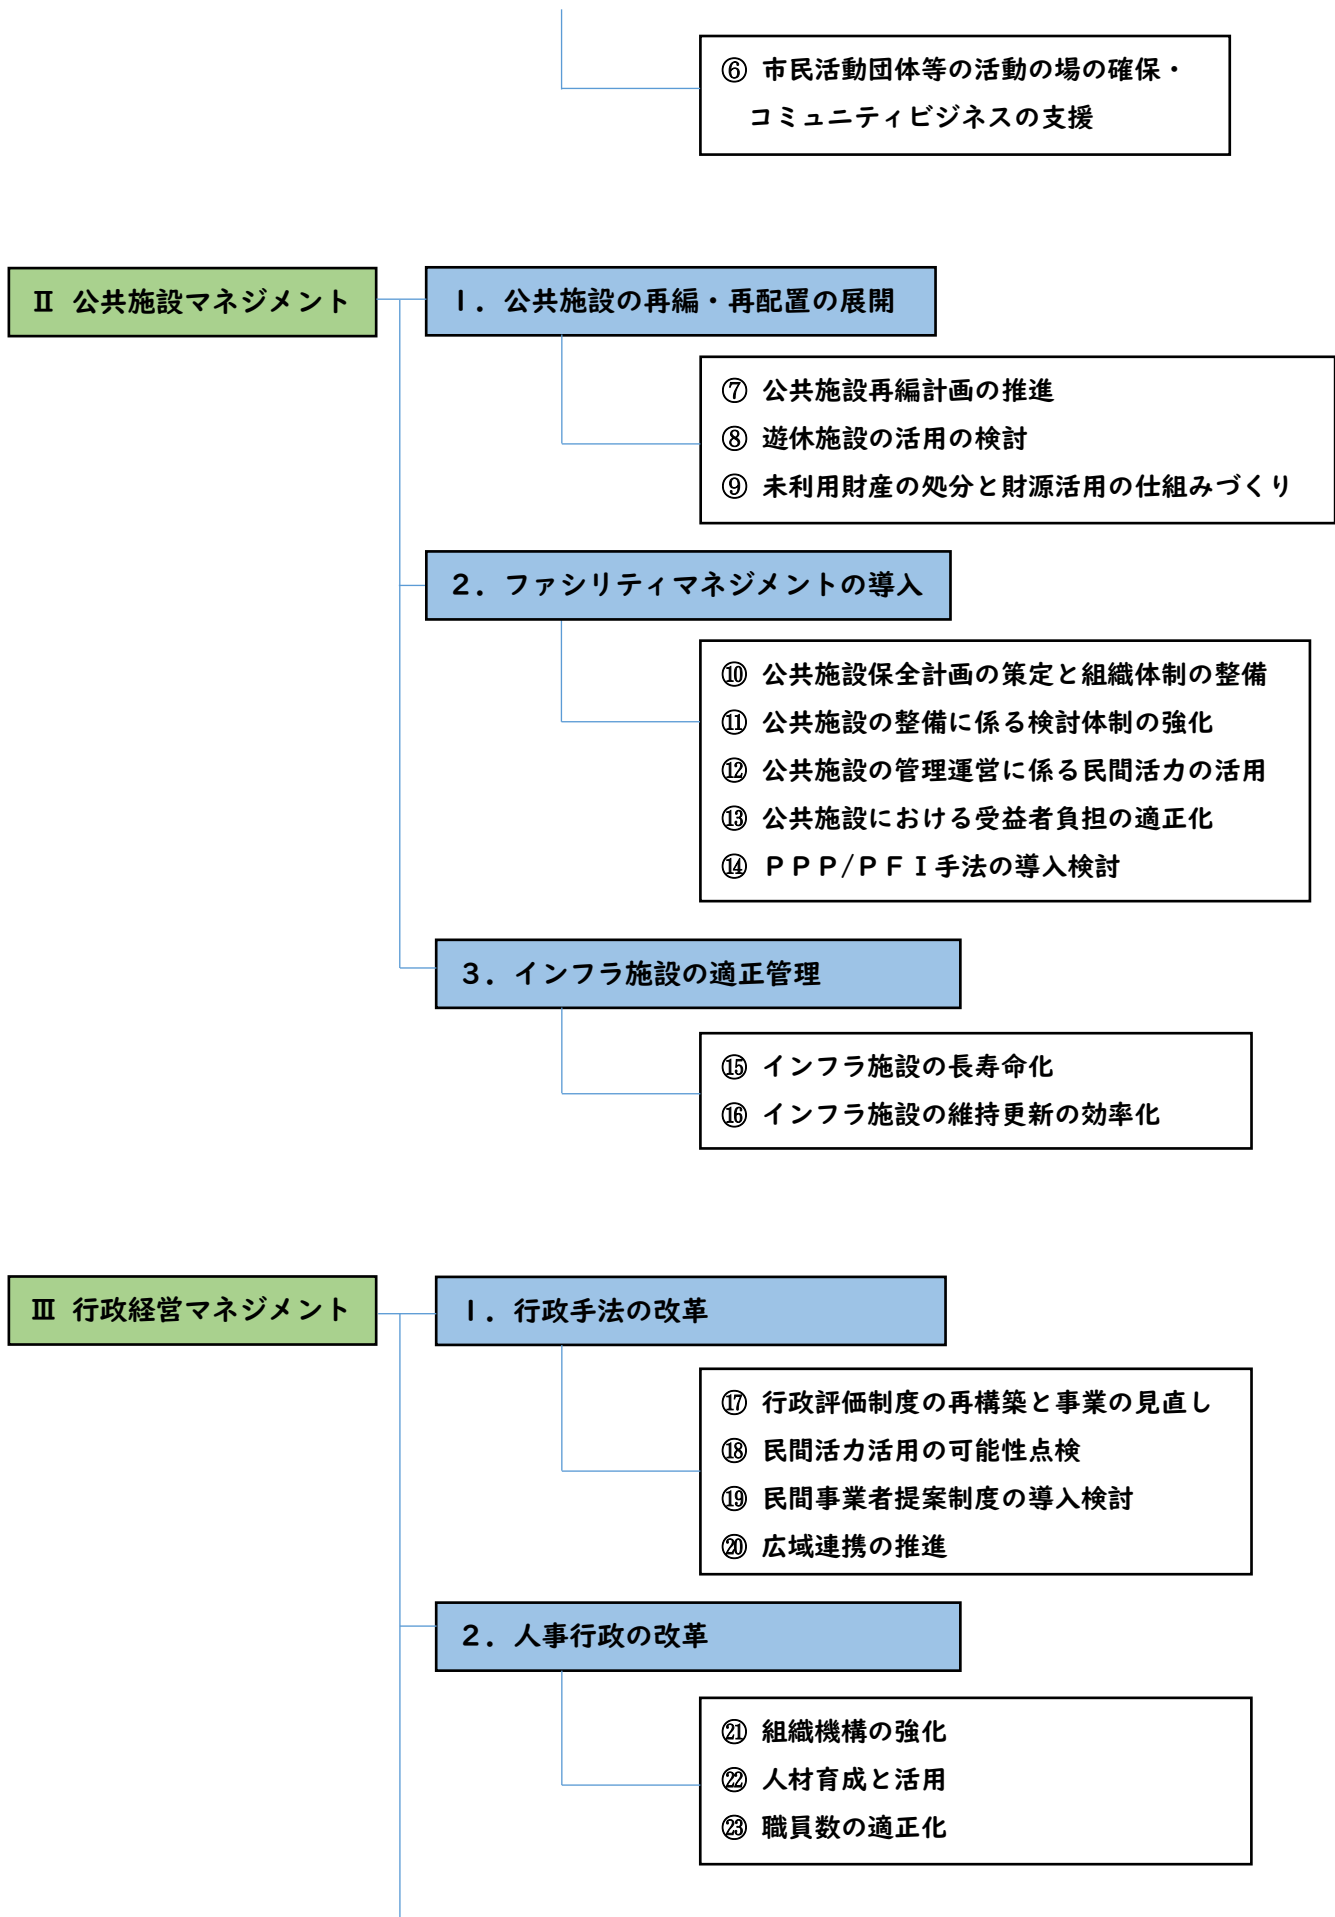 ⑥ 市民活動団体等の活動の場の確保・
コミュニティビジネスの支援
Ⅱ 公共施設マネジメント
1．公共施設の再編・再配置の展開
⑦ 公共施設再編計画の推進
⑧ 遊休施設の活用の検討
⑨ 未利用財産の処分と財源活用の仕組みづくり
2．ファシリティマネジメントの導入
⑩ 公共施設保全計画の策定と組織体制の整備
⑪ 公共施設の整備に係る検討体制の強化
⑫ 公共施設の管理運営に係る民間活力の活用
⑬ 公共施設における受益者負担の適正化
⑭ ＰＰＰ/ＰＦＩ手法の導入検討
3．インフラ施設の適正管理
⑮ インフラ施設の長寿命化
⑯ インフラ施設の維持更新の効率化
Ⅲ 行政経営マネジメント
1．行政手法の改革
⑰ 行政評価制度の再構築と事業の見直し
⑱ 民間活力活用の可能性点検
⑲ 民間事業者提案制度の導入検討
⑳ 広域連携の推進
2．人事行政の改革
㉑ 組織機構の強化
㉒ 人材育成と活用
㉓ 職員数の適正化